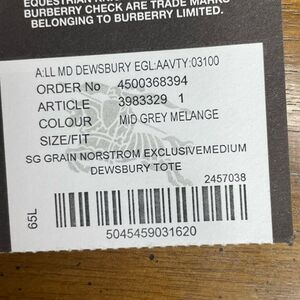 EQUESTRIAN
BURBERRY CHECK ARE TRADE MARKS
BELONGING TO BURBERRY LIMITED.
A:LL MD DEWSBURY EGL:AAVTY:03100
ORDER No 4500368394
ARTICLE 3983329 1
COLOUR MID GREY MELANGE
SIZE/FIT
SG GRAIN NORSTROM EXCLUSIVEMEDIUM
DEWSBURY TOTE
2457038
65L
5045459031620